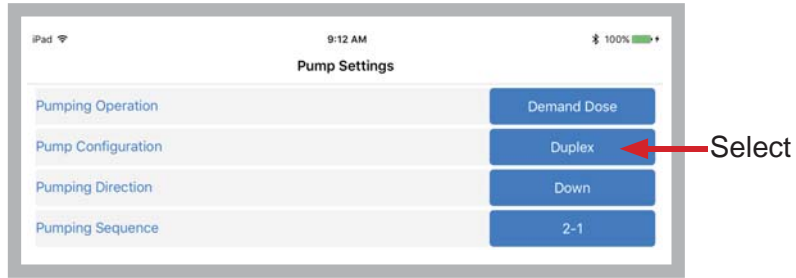 iPad 9:12 AM 100%
Pump Settings
Pumping Operation Demand Dose
Pump Configuration Duplex Select
Pumping Direction Down
Pumping Sequence 2-1